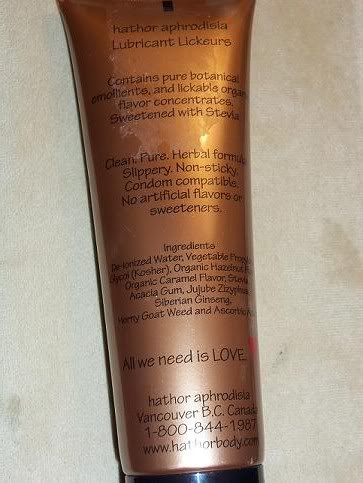 hathor aphrodisia
Lubricant Lickeurs
Contains pure botanical
emollients, and lickable organic
flavor concentrates.
Sweetened with Stevia
Clean. Pure. Herbal formula
Slippery. Non-sticky.
Condom compatible.
No artificial flavors or
sweeteners.
Ingredients
De-ionized Water, Vegetable
Glycol (Kosher), Organic Hazelnut
Organic Caramel Flavor, Stevia
Acacia Gum, Jujube Zizyphus
Siberian Ginseng,
Horny Goat Weed and Ascorbic
All we need is LOVE
hathor aphrodisia
Vancouver B.C. Canada
1-800-844-1987
www.hathorbody.com